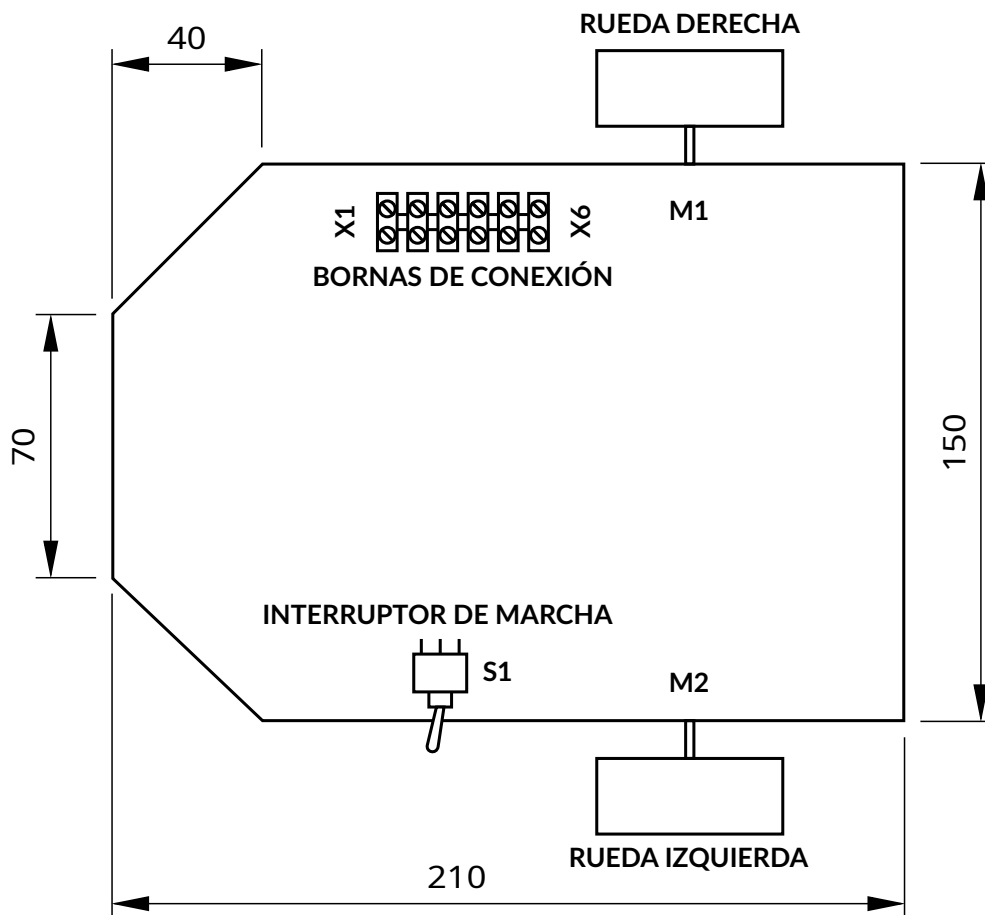 RUEDA DERECHA
40
X1
X6
M1
BORNAS DE CONEXIÓN
70
150
INTERRUPTOR DE MARCHA
S1
M2
RUEDA IZQUIERDA
210